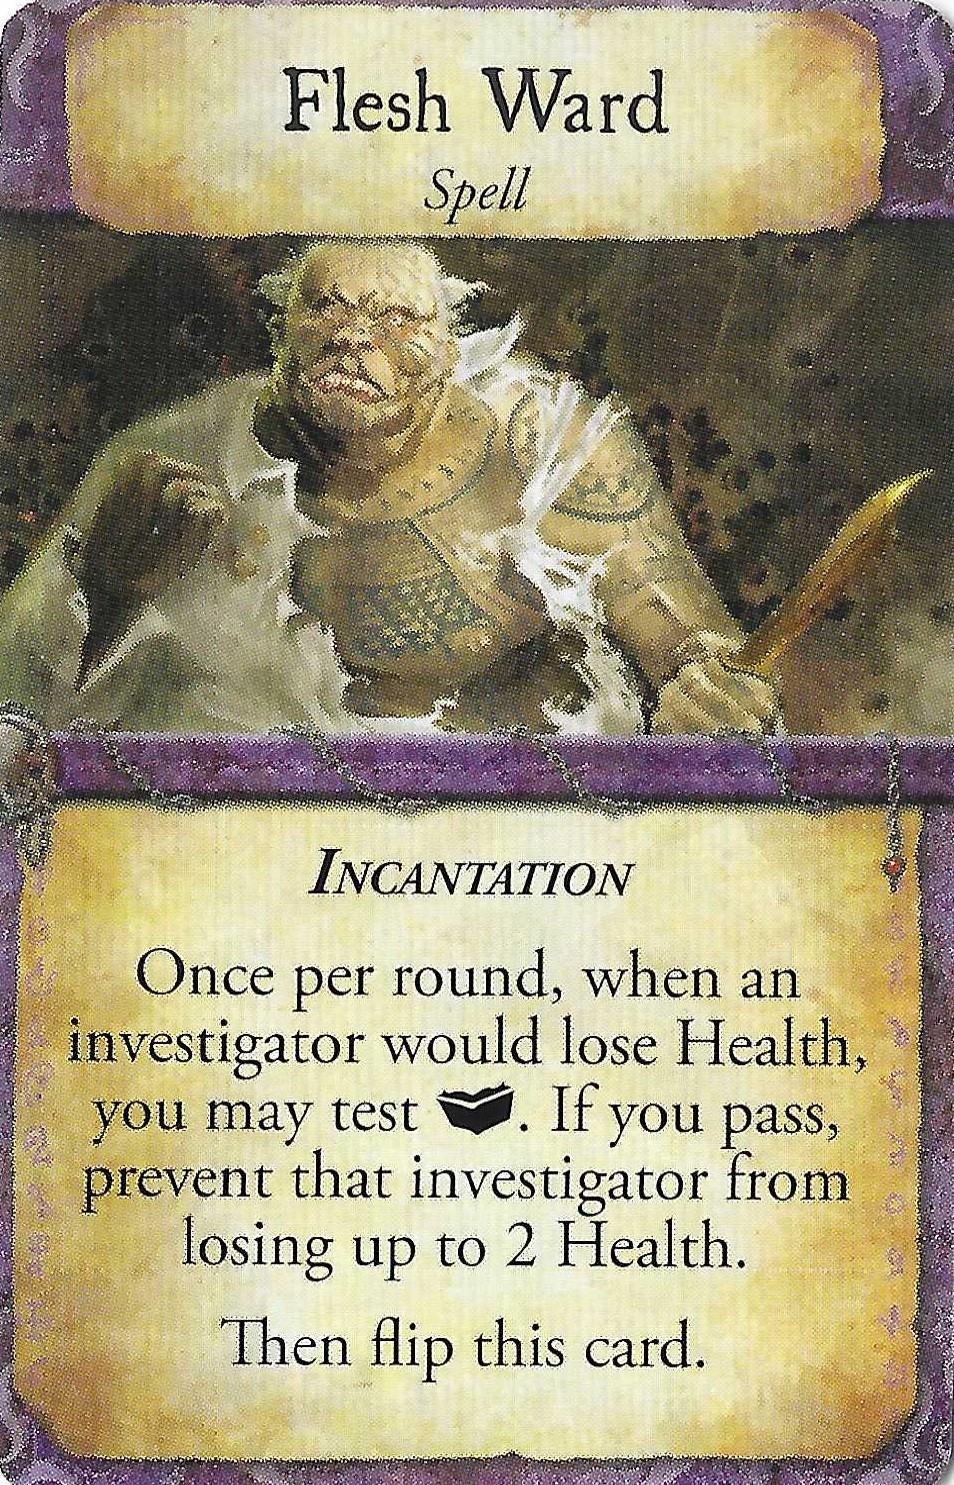 Flesh Ward
Spell
INCANTATION
Once per round, when an
investigator would lose Health,
you may test . If you pass,
prevent that investigator from
losing up to 2 Health.
Then flip this card.